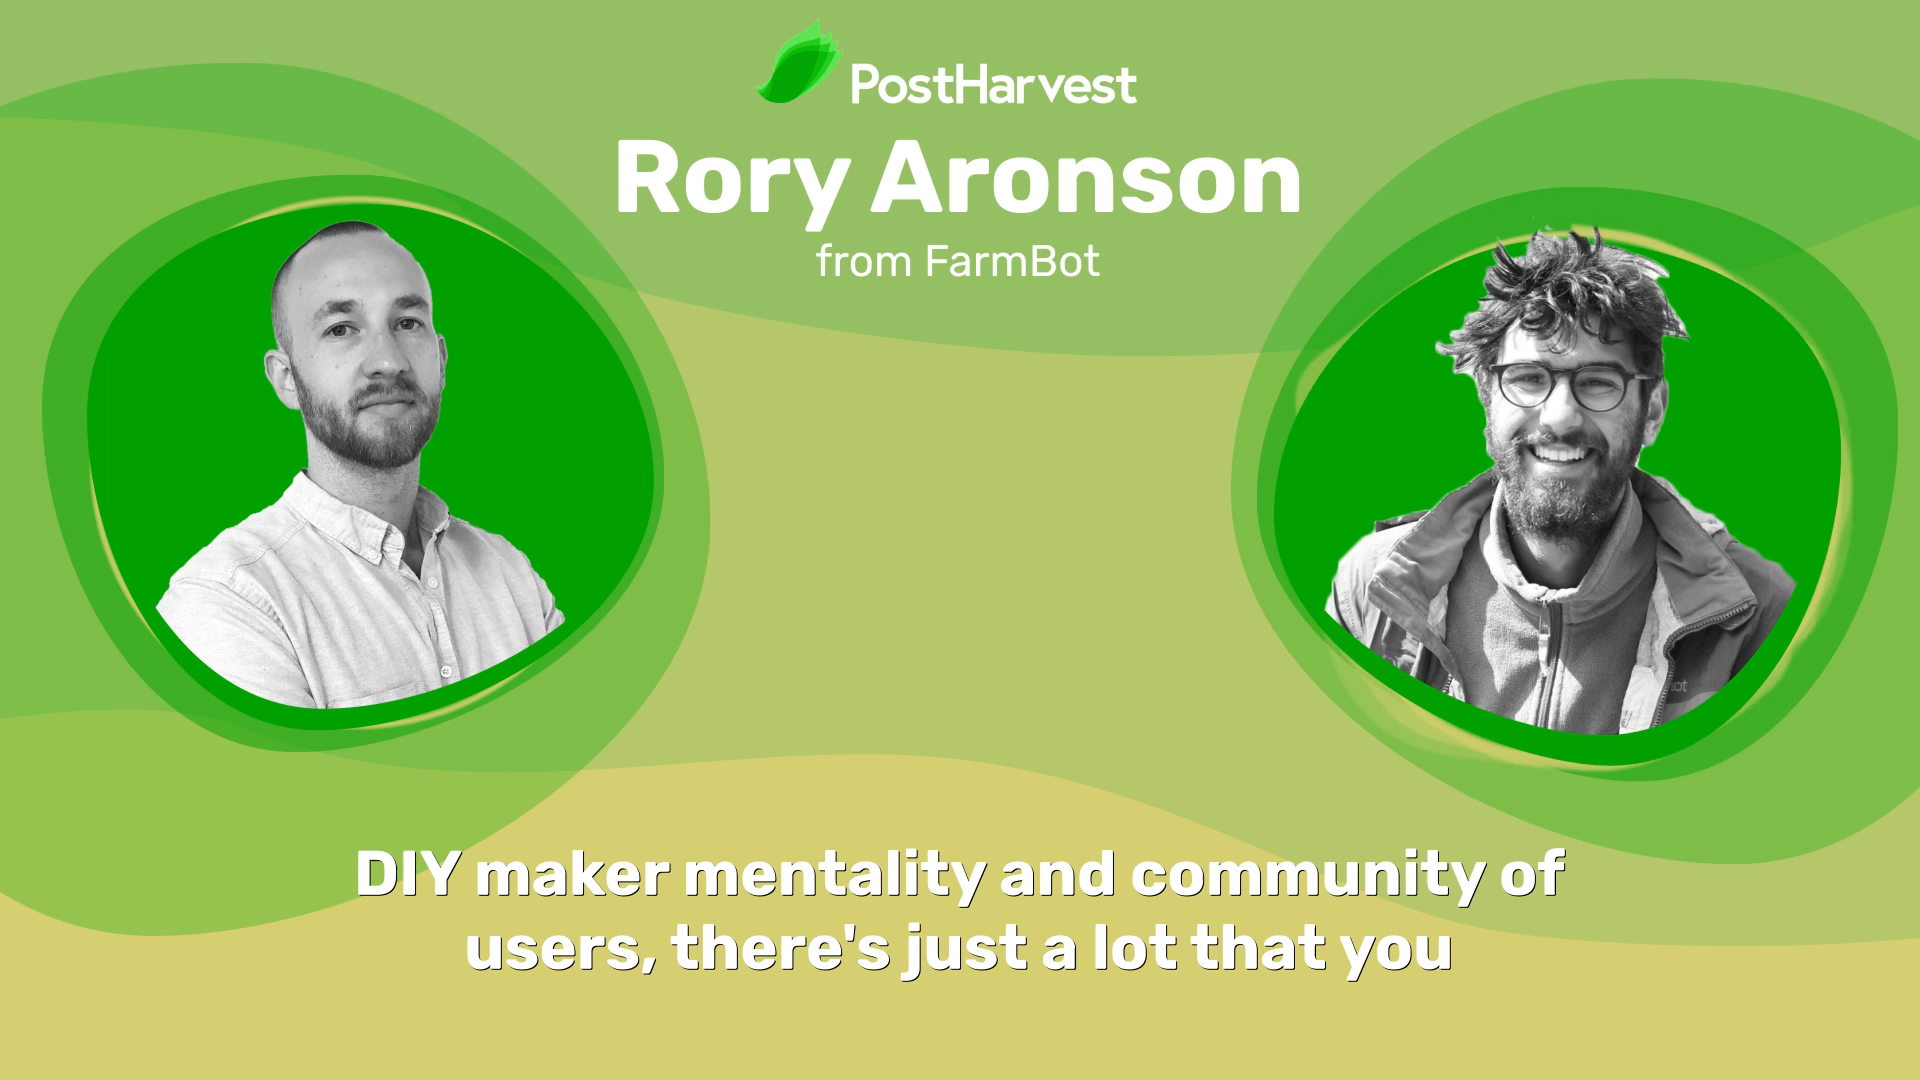 PostHarvest
Rory Aronson
from FarmBot
DIY maker mentality and community of
users, there's just a lot that you